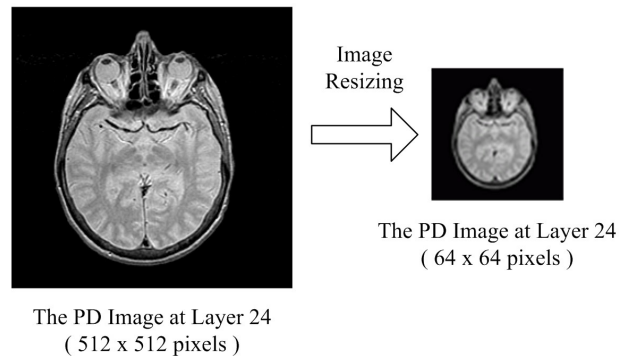 Image
Resizing
The PD Image at Layer 24
( 64 x 64 pixels )
The PD Image at Layer 24
( 512 x 512 pixels )